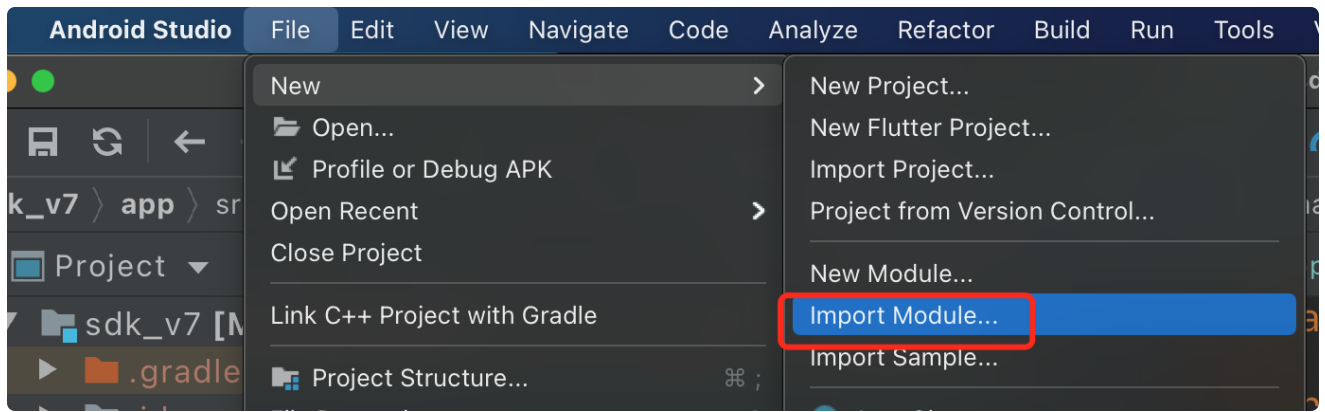 Android Studio File Edit View Navigate Code Analyze Refactor Build Run Tools
New
Open...
Profile or Debug APK
Open Recent
Close Project
Link C++ Project with Gradle
Project Structure... ⌘ ;
New Project...
New Flutter Project...
Import Project...
Project from Version Control...
New Module...
Import Module...
Import Sample...
k_v7 〉 app 〉 sr
Project
sdk_v7
.gradle